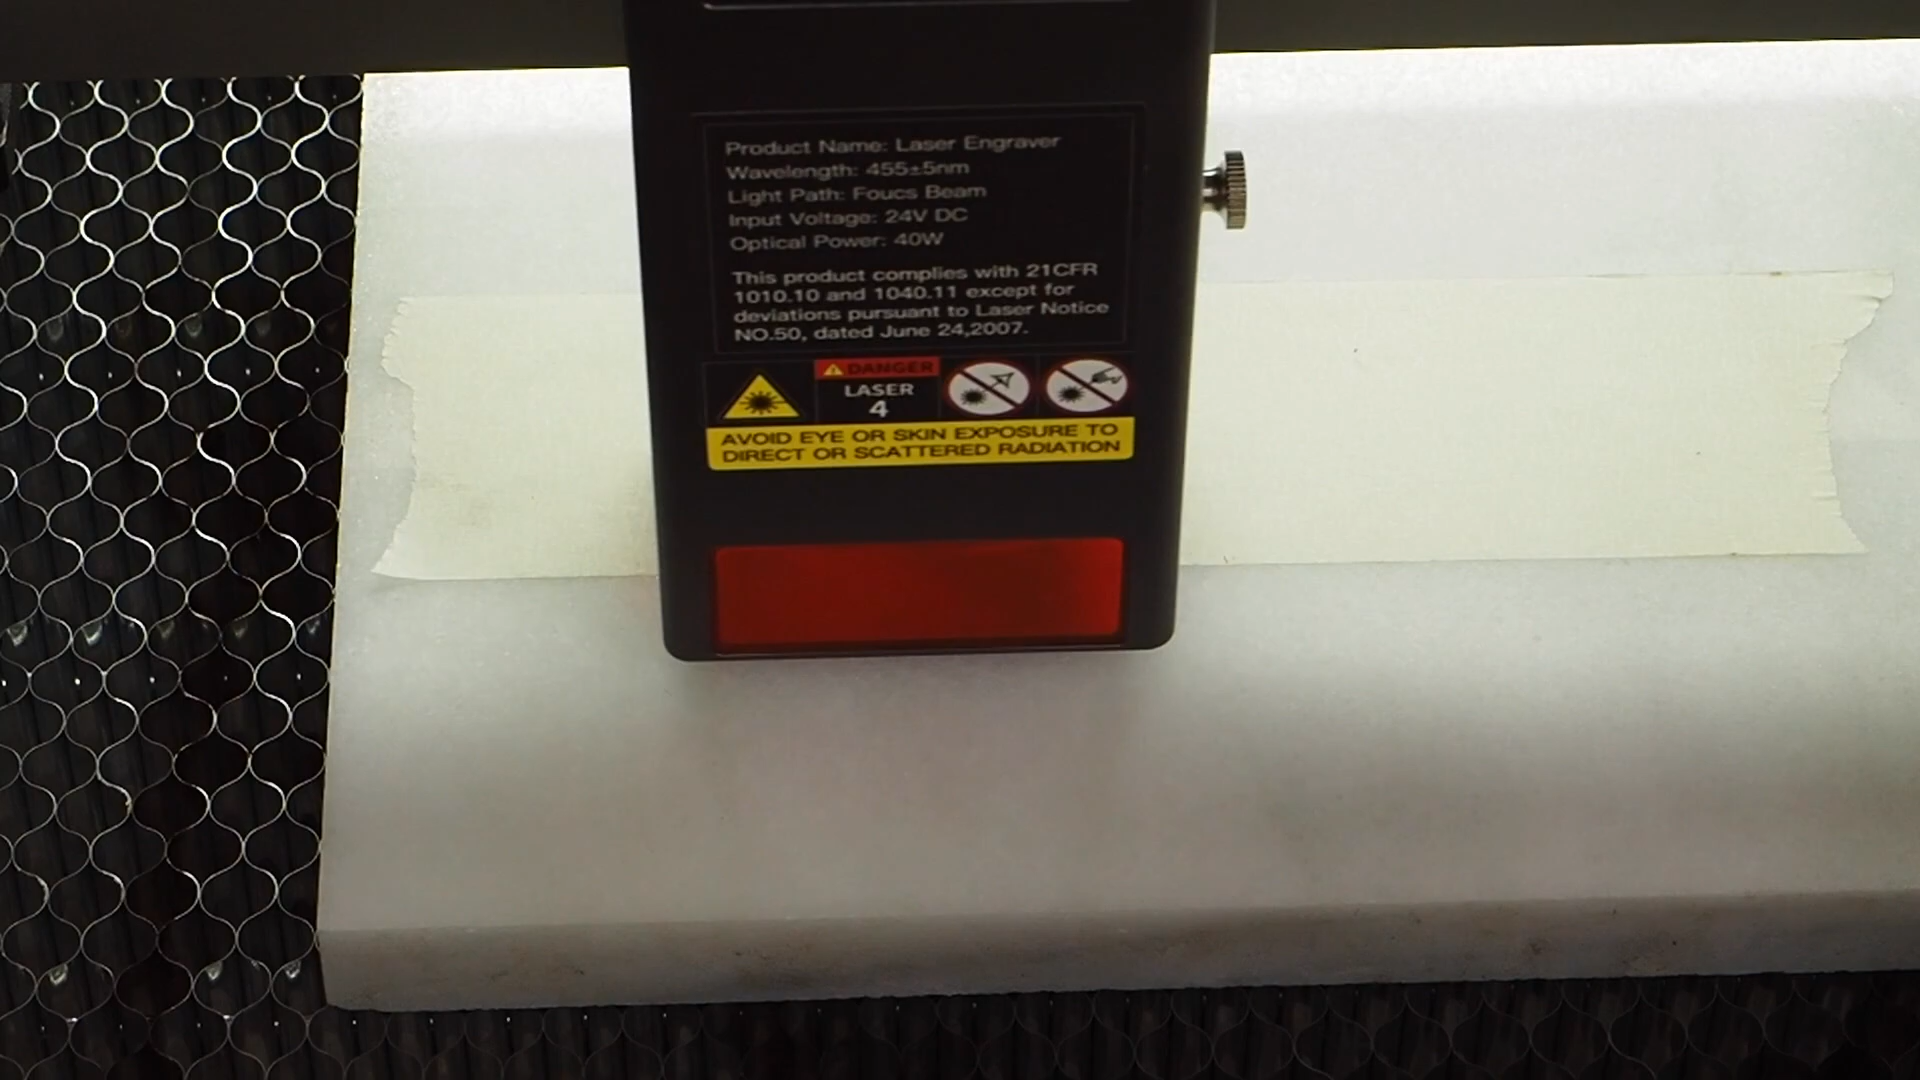 Product Name: Laser Engraver
Wavelength: 455±5nm
Light Path: Foucs Beam
Input Voltage: 24V DC
Optical Power: 40W
This product complies with 21CFR
1010.10 and 1040.11 except for
deviations pursuant to Laser Notice
NO.50, dated June 24,2007.
DANGER
LASER
4
AVOID EYE OR SKIN EXPOSURE TO
DIRECT OR SCATTERED RADIATION